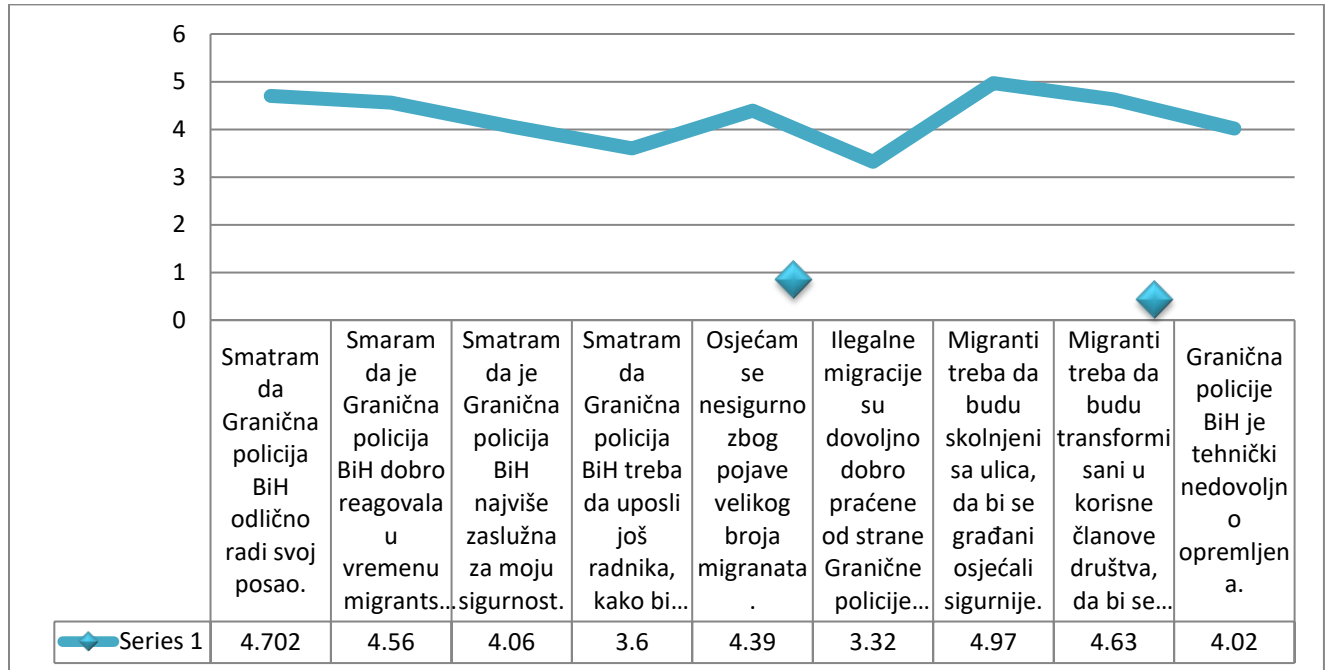 6
5
4
3
2
1
0
Smatram
da
Granična
policija
BiH
odlično
radi svoj
posao.
Smaram
da je
Granična
policija
BiH dobro
reagovala
u
vremenu
migrants…
Smatram
da je
Granična
policija
BiH
najviše
zaslužna
za moju
sigurnost.
Smatram
da
Granična
policija
BiH treba
da uposli
još
radnika,
kako bi…
Osjećam
se
nesigurno
zbog
pojave
velikog
broja
migranata
.
Ilegalne
migracije
su
dovoljno
dobro
praćene
od strane
Granične
policije…
Migranti
treba da
budu
skolnjeni
sa ulica,
da bi se
građani
osjećali
sigurnije.
Migranti
treba da
budu
transformi
sani u
korisne
članove
društva,
da bi se…
Granična
policije
BiH je
tehnički
nedovoljn
o
opremljen
a.
Series 1 4.702 4.56 4.06 3.6 4.39 3.32 4.97 4.63 4.02